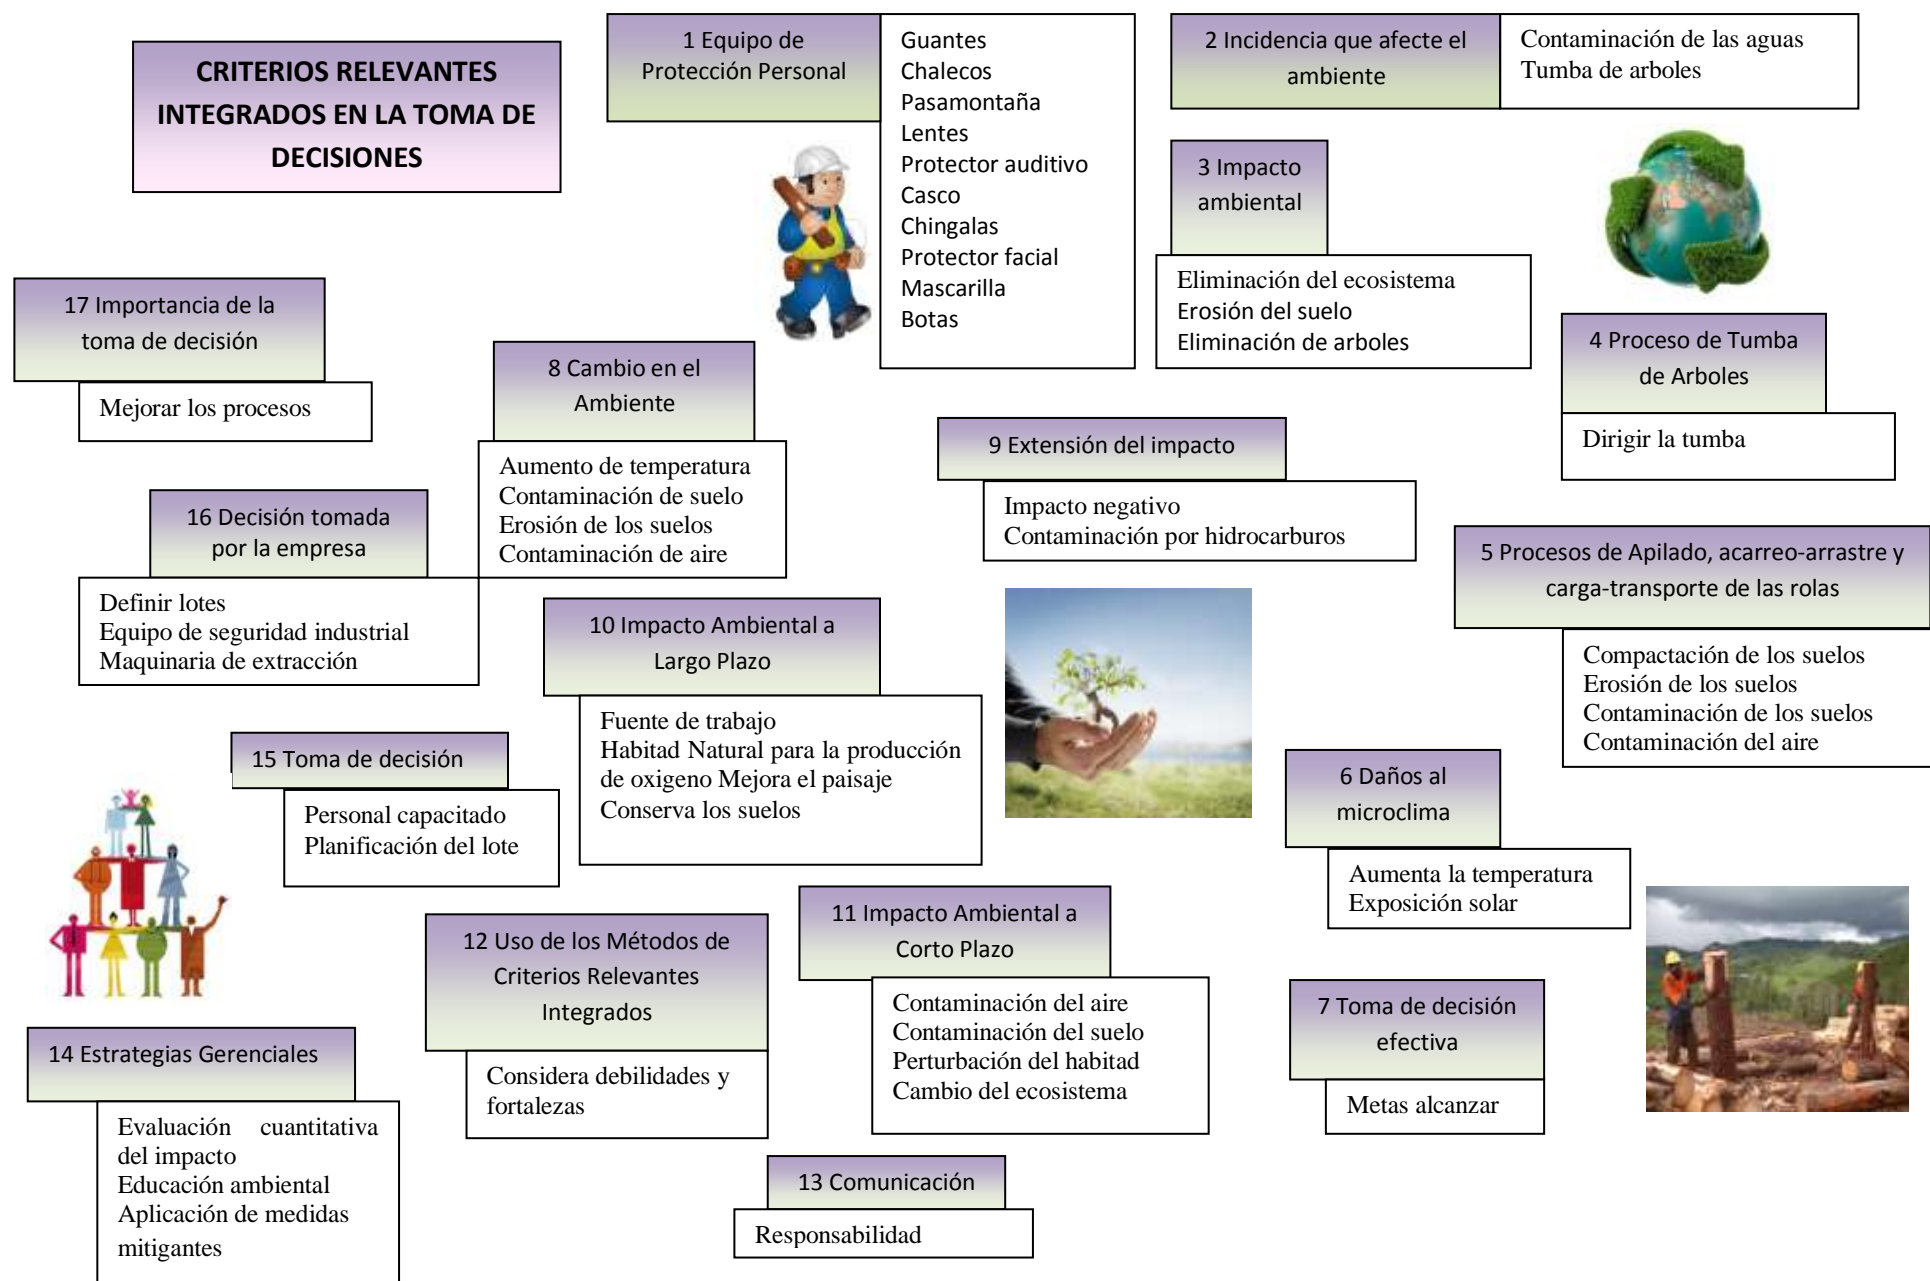 CRITERIOS RELEVANTES
INTEGRADOS EN LA TOMA DE
DECISIONES
1 Equipo de
Protección Personal
Guantes
Chalecos
Pasamontaña
Lentes
Protector auditivo
Casco
Chingalas
Protector facial
Mascarilla
Botas
2 Incidencia que afecte el
ambiente
Contaminación de las aguas
Tumba de arboles
3 Impacto
ambiental
Eliminación del ecosistema
Erosión del suelo
Eliminación de arboles
4 Proceso de Tumba
de Arboles
Dirigir la tumba
5 Procesos de Apilado, acarreo-arrastre y
carga-transporte de las rolas
Compactación de los suelos
Erosión de los suelos
Contaminación de los suelos
Contaminación del aire
6 Daños al
microclima
Aumenta la temperatura
Exposición solar
7 Toma de decisión
efectiva
Metas alcanzar
8 Cambio en el
Ambiente
Aumento de temperatura
Contaminación de suelo
Erosión de los suelos
Contaminación de aire
9 Extensión del impacto
Impacto negativo
Contaminación por hidrocarburos
10 Impacto Ambiental a
Largo Plazo
Fuente de trabajo
Habitad Natural para la producción
de oxigeno Mejora el paisaje
Conserva los suelos
11 Impacto Ambiental a
Corto Plazo
Contaminación del aire
Contaminación del suelo
Perturbación del habitad
Cambio del ecosistema
12 Uso de los Métodos de
Criterios Relevantes
Integrados
Considera debilidades y
fortalezas
13 Comunicación
Responsabilidad
14 Estrategias Gerenciales
Evaluación cuantitativa
del impacto
Educación ambiental
Aplicación de medidas
mitigantes
15 Toma de decisión
Personal capacitado
Planificación del lote
16 Decisión tomada
por la empresa
Definir lotes
Equipo de seguridad industrial
Maquinaria de extracción
17 Importancia de la
toma de decisión
Mejorar los procesos